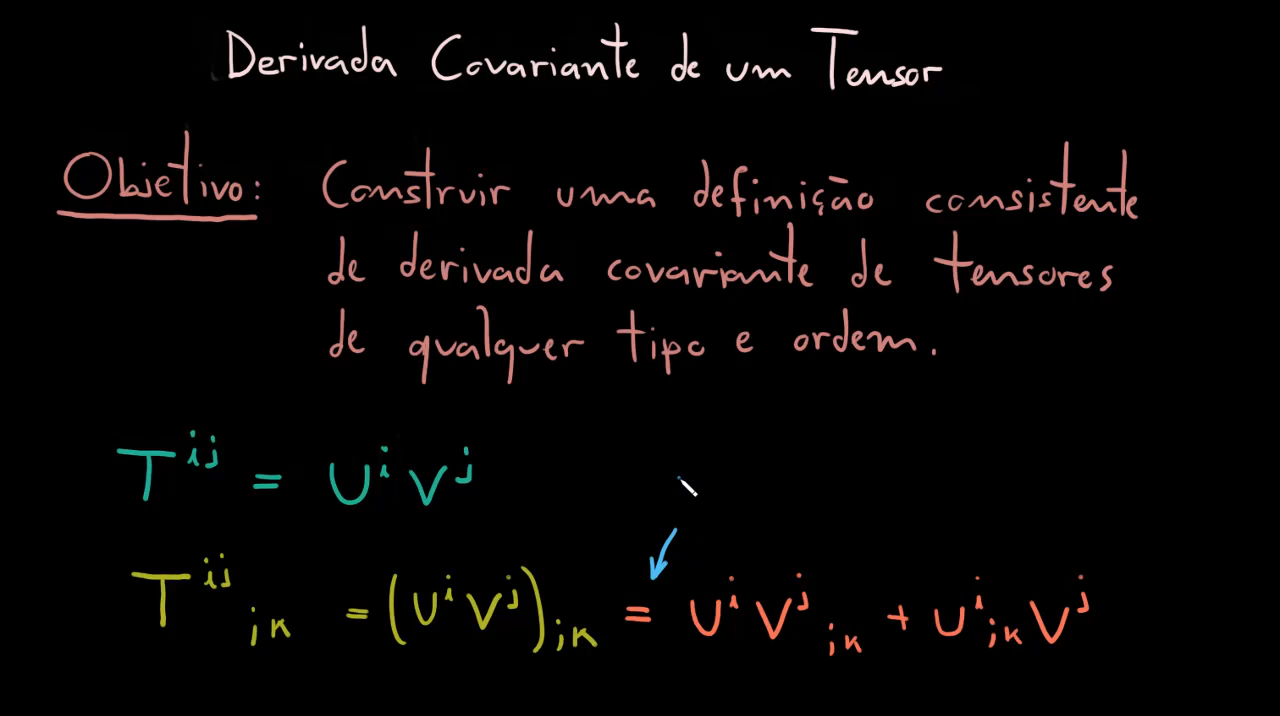 Derivada Covariante de um Tensor
Objetivo: Construir uma definição consistente
de derivada covariante de tensores
de qualquer tipo e ordem.
T^{ij} = U^i V^j
T^{ij}_{;k} = (U^i V^j)_{;k} = U^i V^j_{;k} + U^i_{;k} V^j